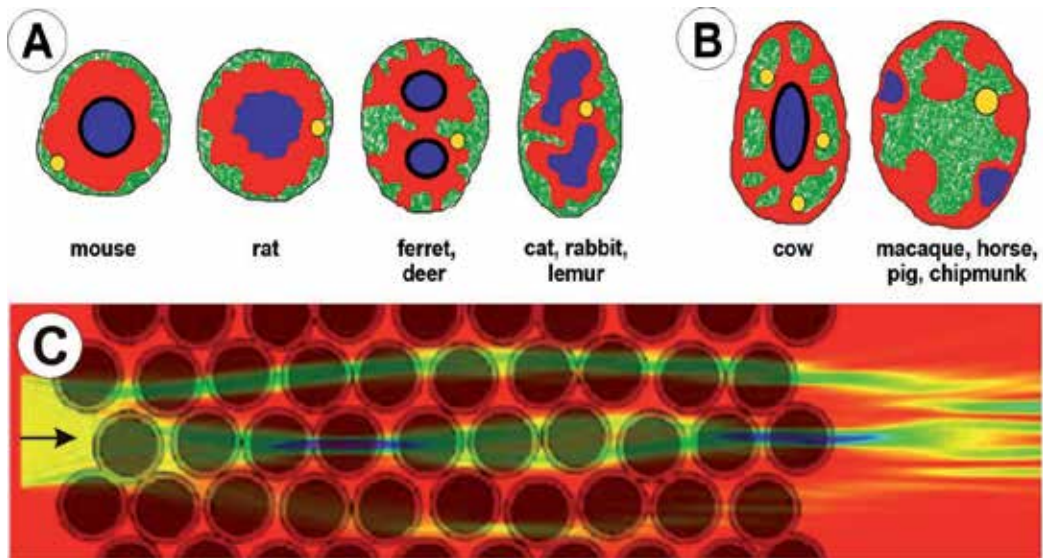 A
B
mouse
rat
ferret,
deer
cat, rabbit,
lemur
cow
macaque, horse,
pig, chipmunk
C